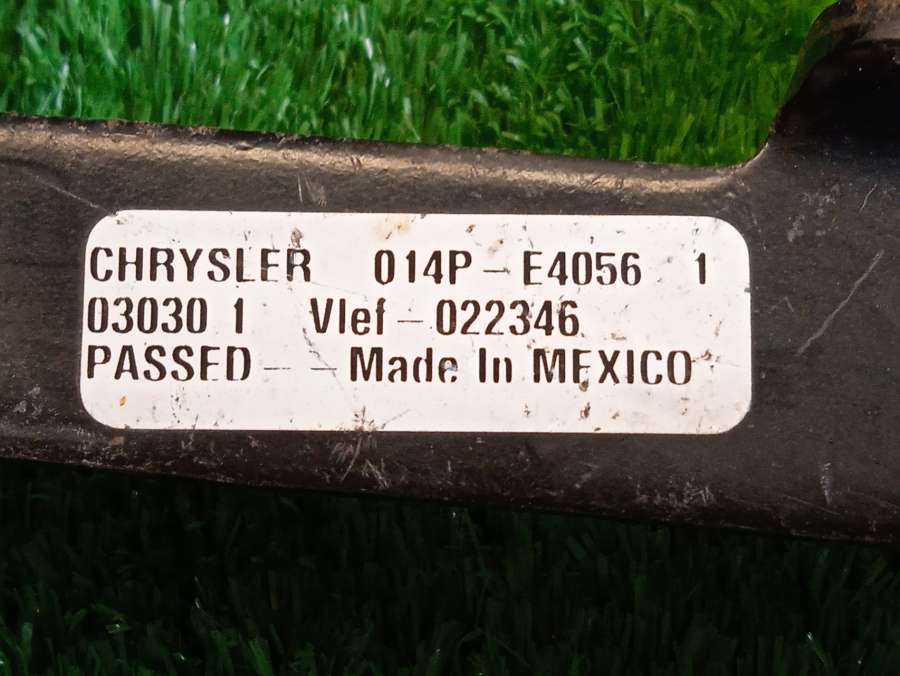 CHRYSLER 014P - E4056 1
03030 1 Vlef - 022346
PASSED - - Made In MEXICO